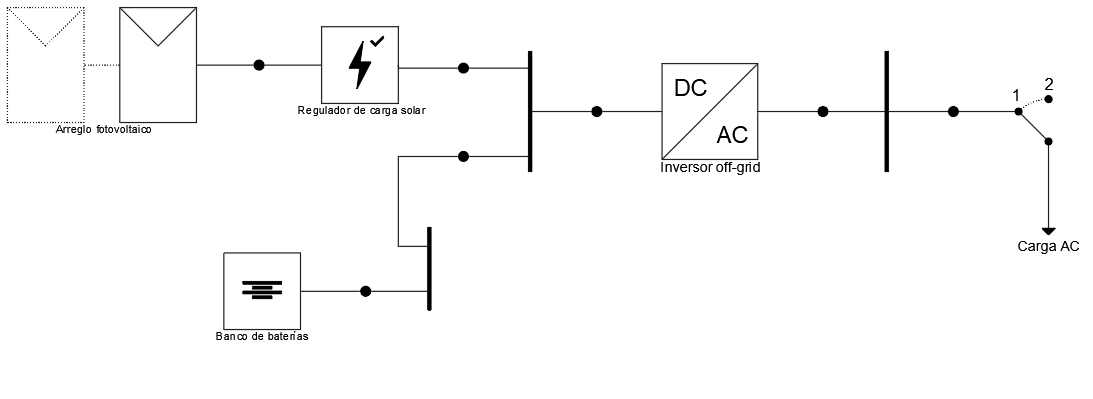 Arreglo fotovoltaico
Regulador de carga solar
DC
AC
Inversor off-grid
1
2
Carga AC
Banco de baterías